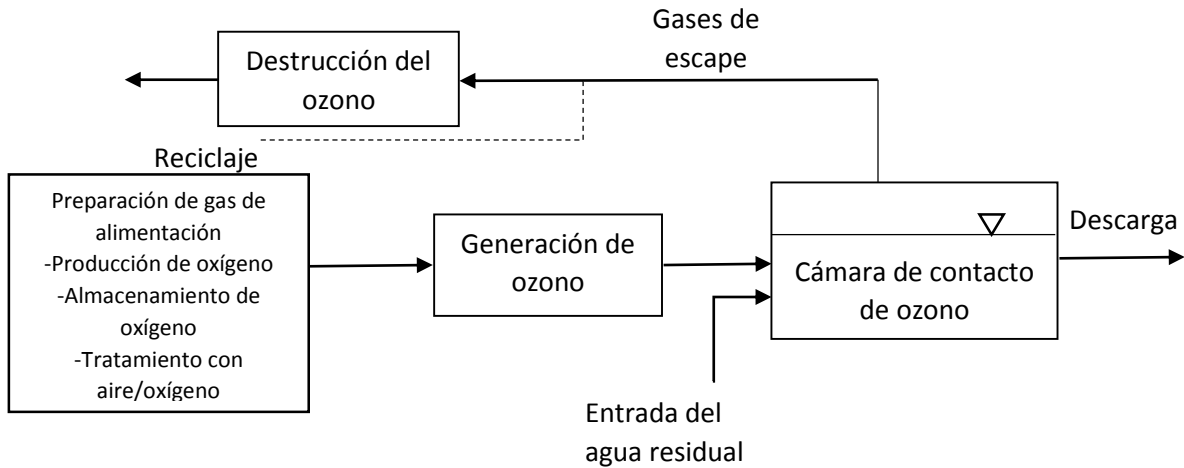 Gases de
escape
Destrucción del
ozono
Reciclaje
Preparación de gas de
alimentación
-Producción de oxígeno
-Almacenamiento de
oxígeno
-Tratamiento con
aire/oxígeno
Generación de
ozono
Cámara de contacto
de ozono
Descarga
Entrada del
agua residual